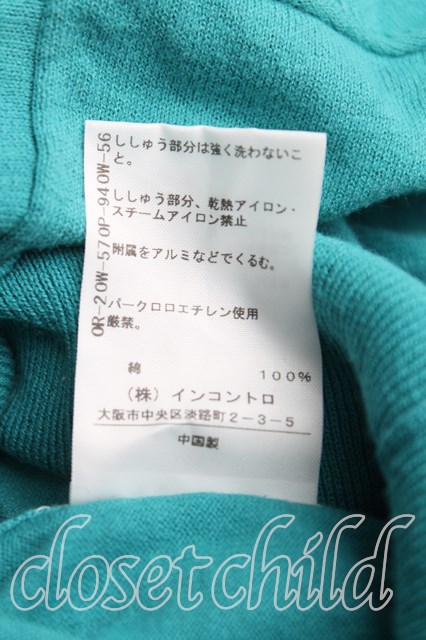 ししゅう部分は強く洗わないこ
と。
ししゅう部分、乾熱アイロン・
スチームアイロン禁止
附属をアルミなどでくるむ。
パークロロエチレン使用
厳禁。
綿 100%
(株) インコントロ
大阪市中央区淡路町2-3-5
中国製
OR-20W-570P-940W-56
closet child